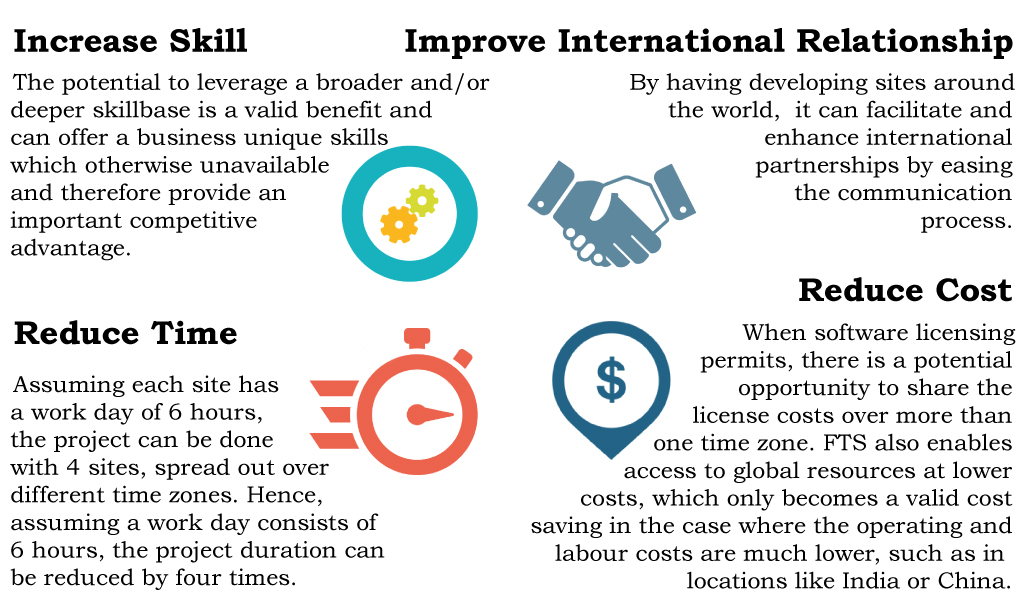 Increase Skill
The potential to leverage a broader and/or
deeper skillbase is a valid benefit and
can offer a business unique skills
which otherwise unavailable
and therefore provide an
important competitive
advantage.
Improve International Relationship
By having developing sites around
the world,  it can facilitate and
enhance international
partnerships by easing
the communication
process.
Reduce Time
Assuming each site has
a work day of 6 hours,
the project can be done
with 4 sites, spread out over
different time zones. Hence,
assuming a work day consists of
6 hours, the project duration can
be reduced by four times.
Reduce Cost
When software licensing
permits, there is a potential
opportunity to share the
license costs over more than
one time zone. FTS also enables
access to global resources at lower
costs, which only becomes a valid cost
saving in the case where the operating and
labour costs are much lower, such as in
locations like India or China.
$